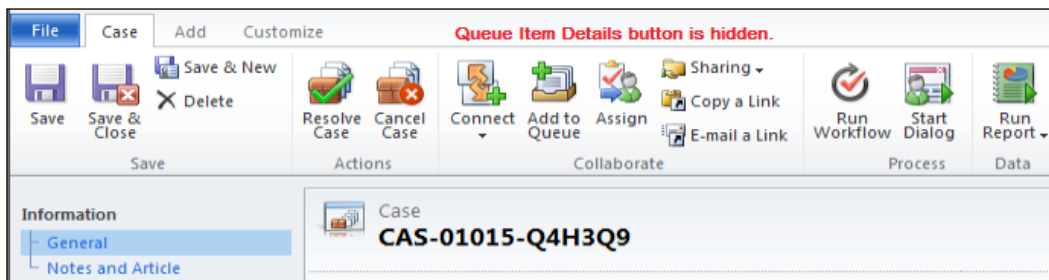 File Case Add Customize Queue Item Details button is hidden.
Save
Save &
Close
Save & New
Delete
Save
Resolve
Case
Cancel
Case
Actions
Connect
Add to
Queue
Assign
Sharing
Copy a Link
E-mail a Link
Collaborate
Run
Workflow
Start
Dialog
Process
Run
Report
Data
Information
General
Notes and Article
Case
CAS-01015-Q4H3Q9